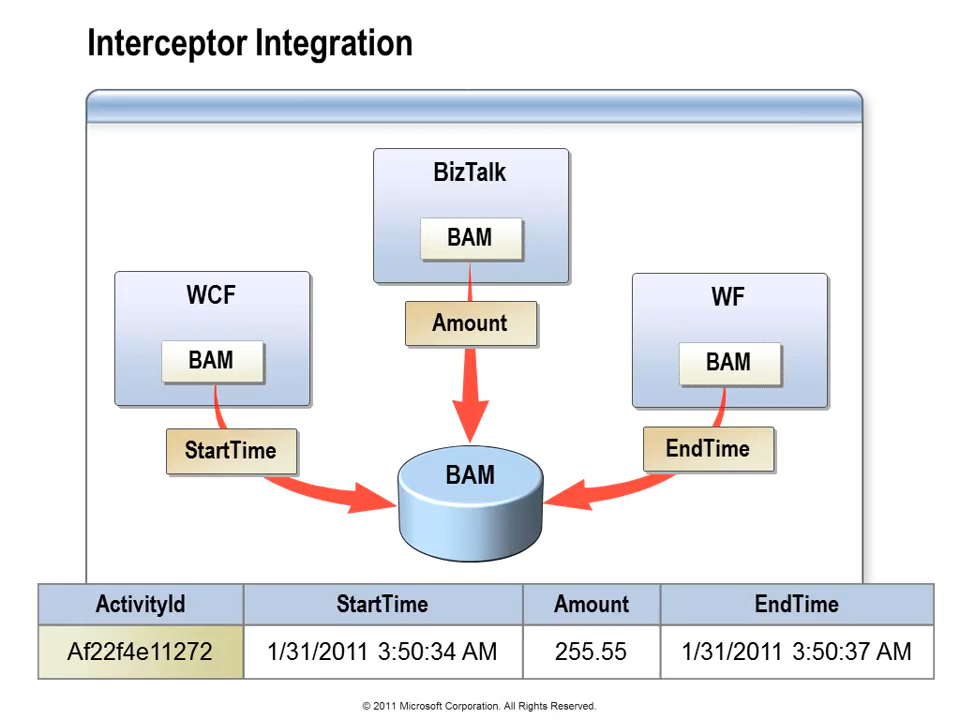 Interceptor Integration
BizTalk
BAM
WCF
BAM
WF
BAM
Amount
StartTime
EndTime
BAM
ActivityId StartTime Amount EndTime
Af22f4e11272 1/31/2011 3:50:34 AM 255.55 1/31/2011 3:50:37 AM
© 2011 Microsoft Corporation. All Rights Reserved.